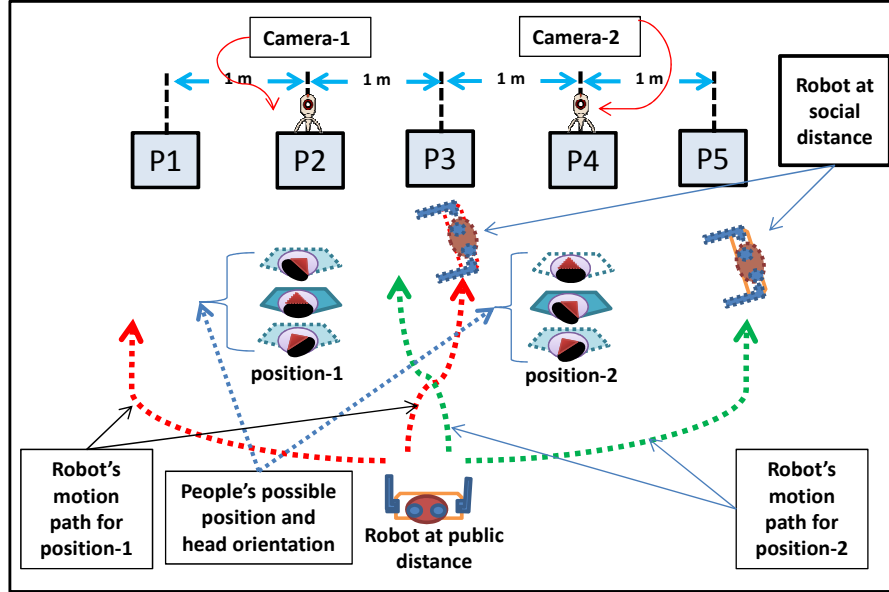 Camera-1
Camera-2
1 m
1 m
1 m
1 m
Robot at
social
distance
P1
P2
P3
P4
P5
position-1
position-2
Robot's
motion
path for
position-1
People's possible
position and
head orientation
Robot at public
distance
Robot's
motion
path for
position-2